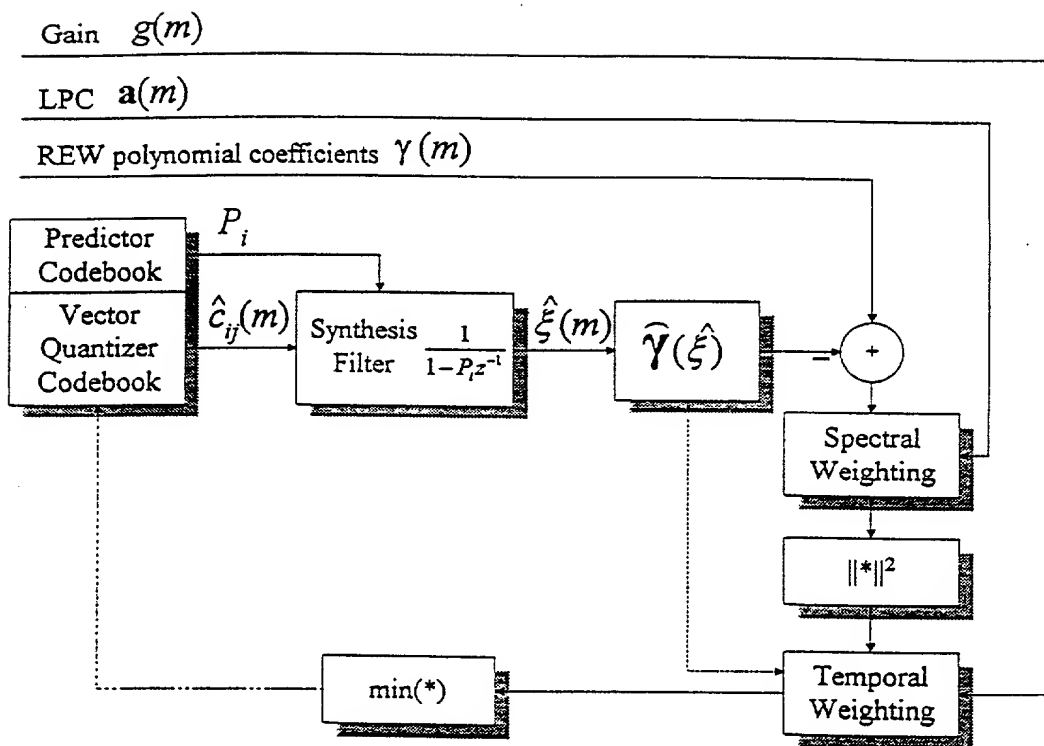 Gain g(m)
LPC a(m)
REW polynomial coefficients γ(m)
P_i
Predictor
Codebook
Vector
Quantizer
Codebook
ĉ_ij(m)
Synthesis
Filter
1
1−P_i z⁻¹
ξ̂(m)
γ̂(ξ̂)
−
+
Spectral
Weighting
||*||²
Temporal
Weighting
min(*)